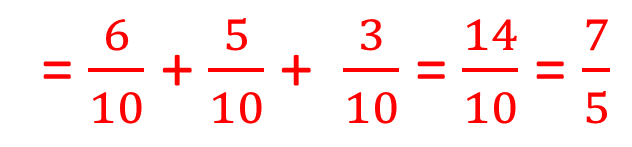 = 6/10 + 5/10 + 3/10 = 14/10 = 7/5